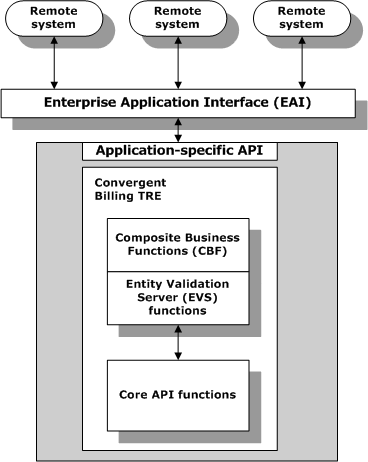 Remote
system
Remote
system
Remote
system
Enterprise Application Interface (EAI)
Application-specific API
Convergent
Billing TRE
Composite Business
Functions (CBF)
Entity Validation
Server (EVS)
functions
Core API functions